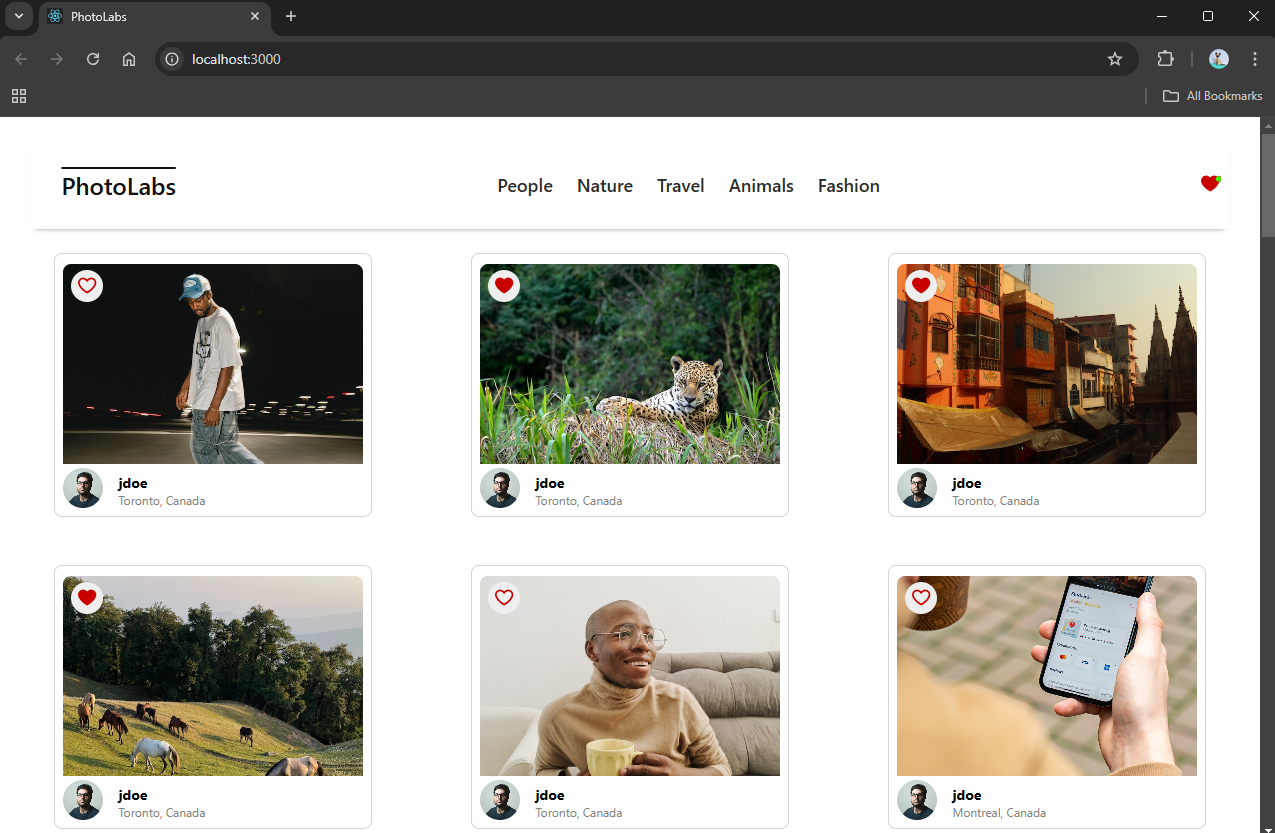 PhotoLabs
localhost:3000
All Bookmarks
PhotoLabs
People Nature Travel Animals Fashion
jdoe
Toronto, Canada
jdoe
Toronto, Canada
jdoe
Toronto, Canada
VISA
jdoe
Toronto, Canada
jdoe
Toronto, Canada
jdoe
Montreal, Canada